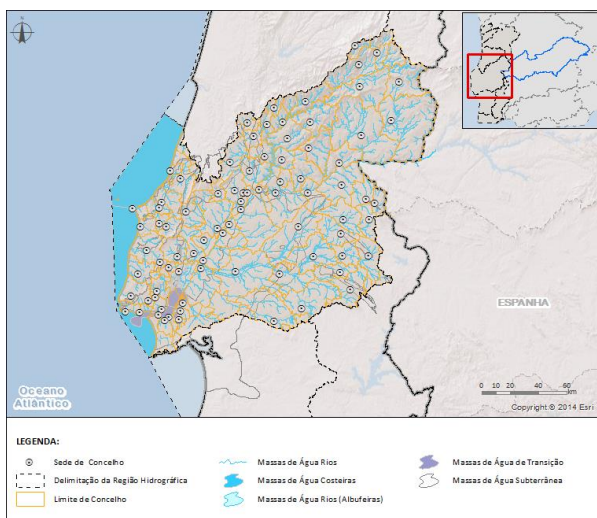 ESPANHA
Oceano
Atlântico
0 10 20 40 60
km
Copyright © 2014 Esri
LEGENDA:
Sede de Concelho
Delimitação da Região Hidrográfica
Limite de Concelho
Massas de Água Rios
Massas de Água Costeiras
Massas de Água Rios (Albufeiras)
Massas de Água de Transição
Massas de Água Subterrânea